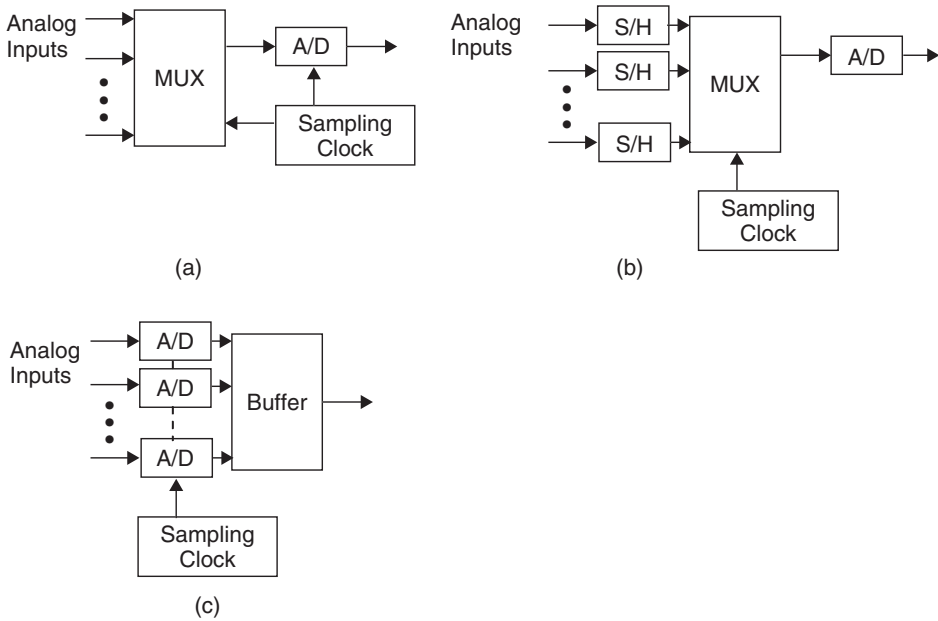 Analog
Inputs
MUX
A/D
Sampling
Clock
(a)
Analog
Inputs
S/H
S/H
S/H
MUX
A/D
Sampling
Clock
(b)
Analog
Inputs
A/D
A/D
A/D
Buffer
Sampling
Clock
(c)